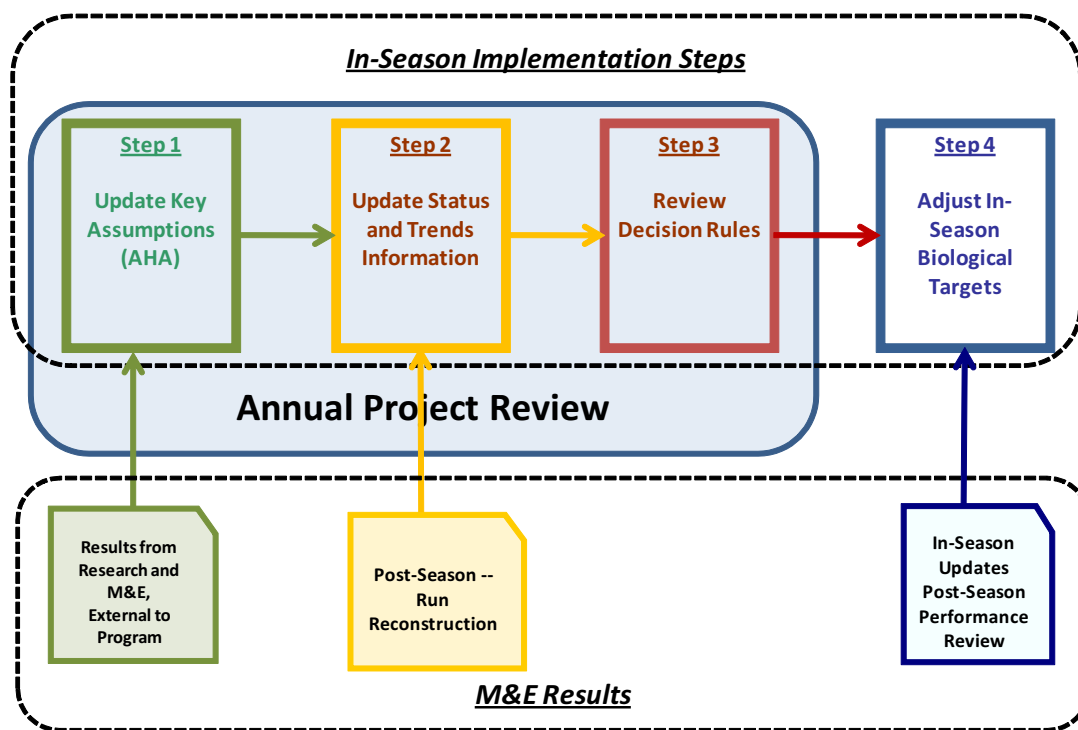 In-Season Implementation Steps
Step 1
Update Key
Assumptions
(AHA)
Step 2
Update Status
and Trends
Information
Step 3
Review
Decision Rules
Step 4
Adjust In-
Season
Biological
Targets
Annual Project Review
Results from
Research and
M&E,
External to
Program
Post-Season --
Run
Reconstruction
In-Season
Updates
Post-Season
Performance
Review
M&E Results